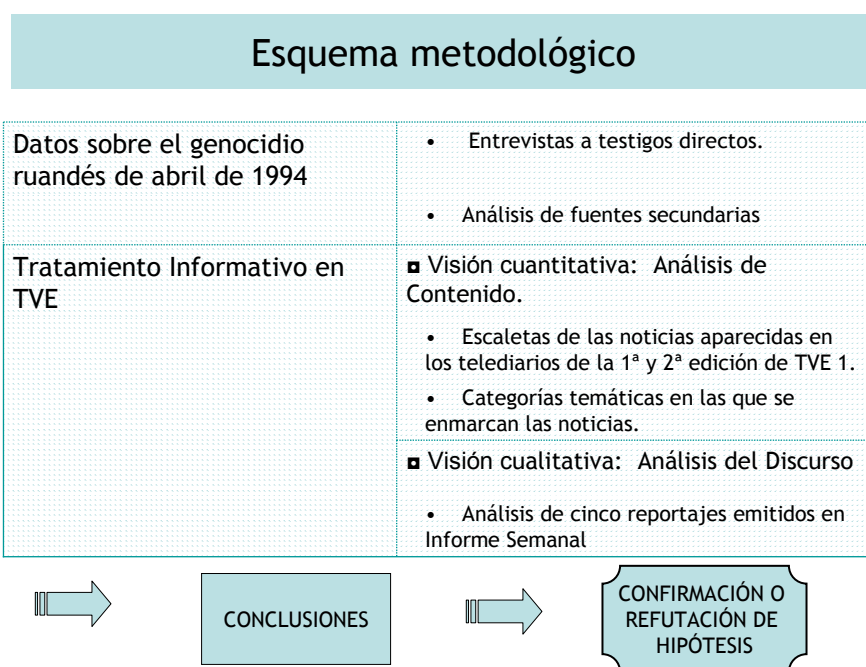 Esquema metodológico
Datos sobre el genocidio
ruandés de abril de 1994
• Entrevistas a testigos directos.
• Análisis de fuentes secundarias
Tratamiento Informativo en
TVE
◘ Visión cuantitativa: Análisis de
Contenido.
• Escaletas de las noticias aparecidas en
los telediarios de la 1ª y 2ª edición de TVE 1.
• Categorías temáticas en las que se
enmarcan las noticias.
◘ Visión cualitativa: Análisis del Discurso
• Análisis de cinco reportajes emitidos en
Informe Semanal
CONCLUSIONES
CONFIRMACIÓN O
REFUTACIÓN DE
HIPÓTESIS